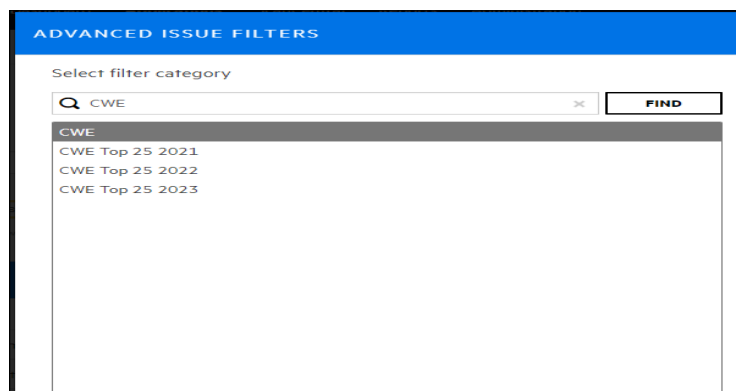 ADVANCED ISSUE FILTERS
Select filter category
CWE × FIND
CWE
CWE Top 25 2021
CWE Top 25 2022
CWE Top 25 2023